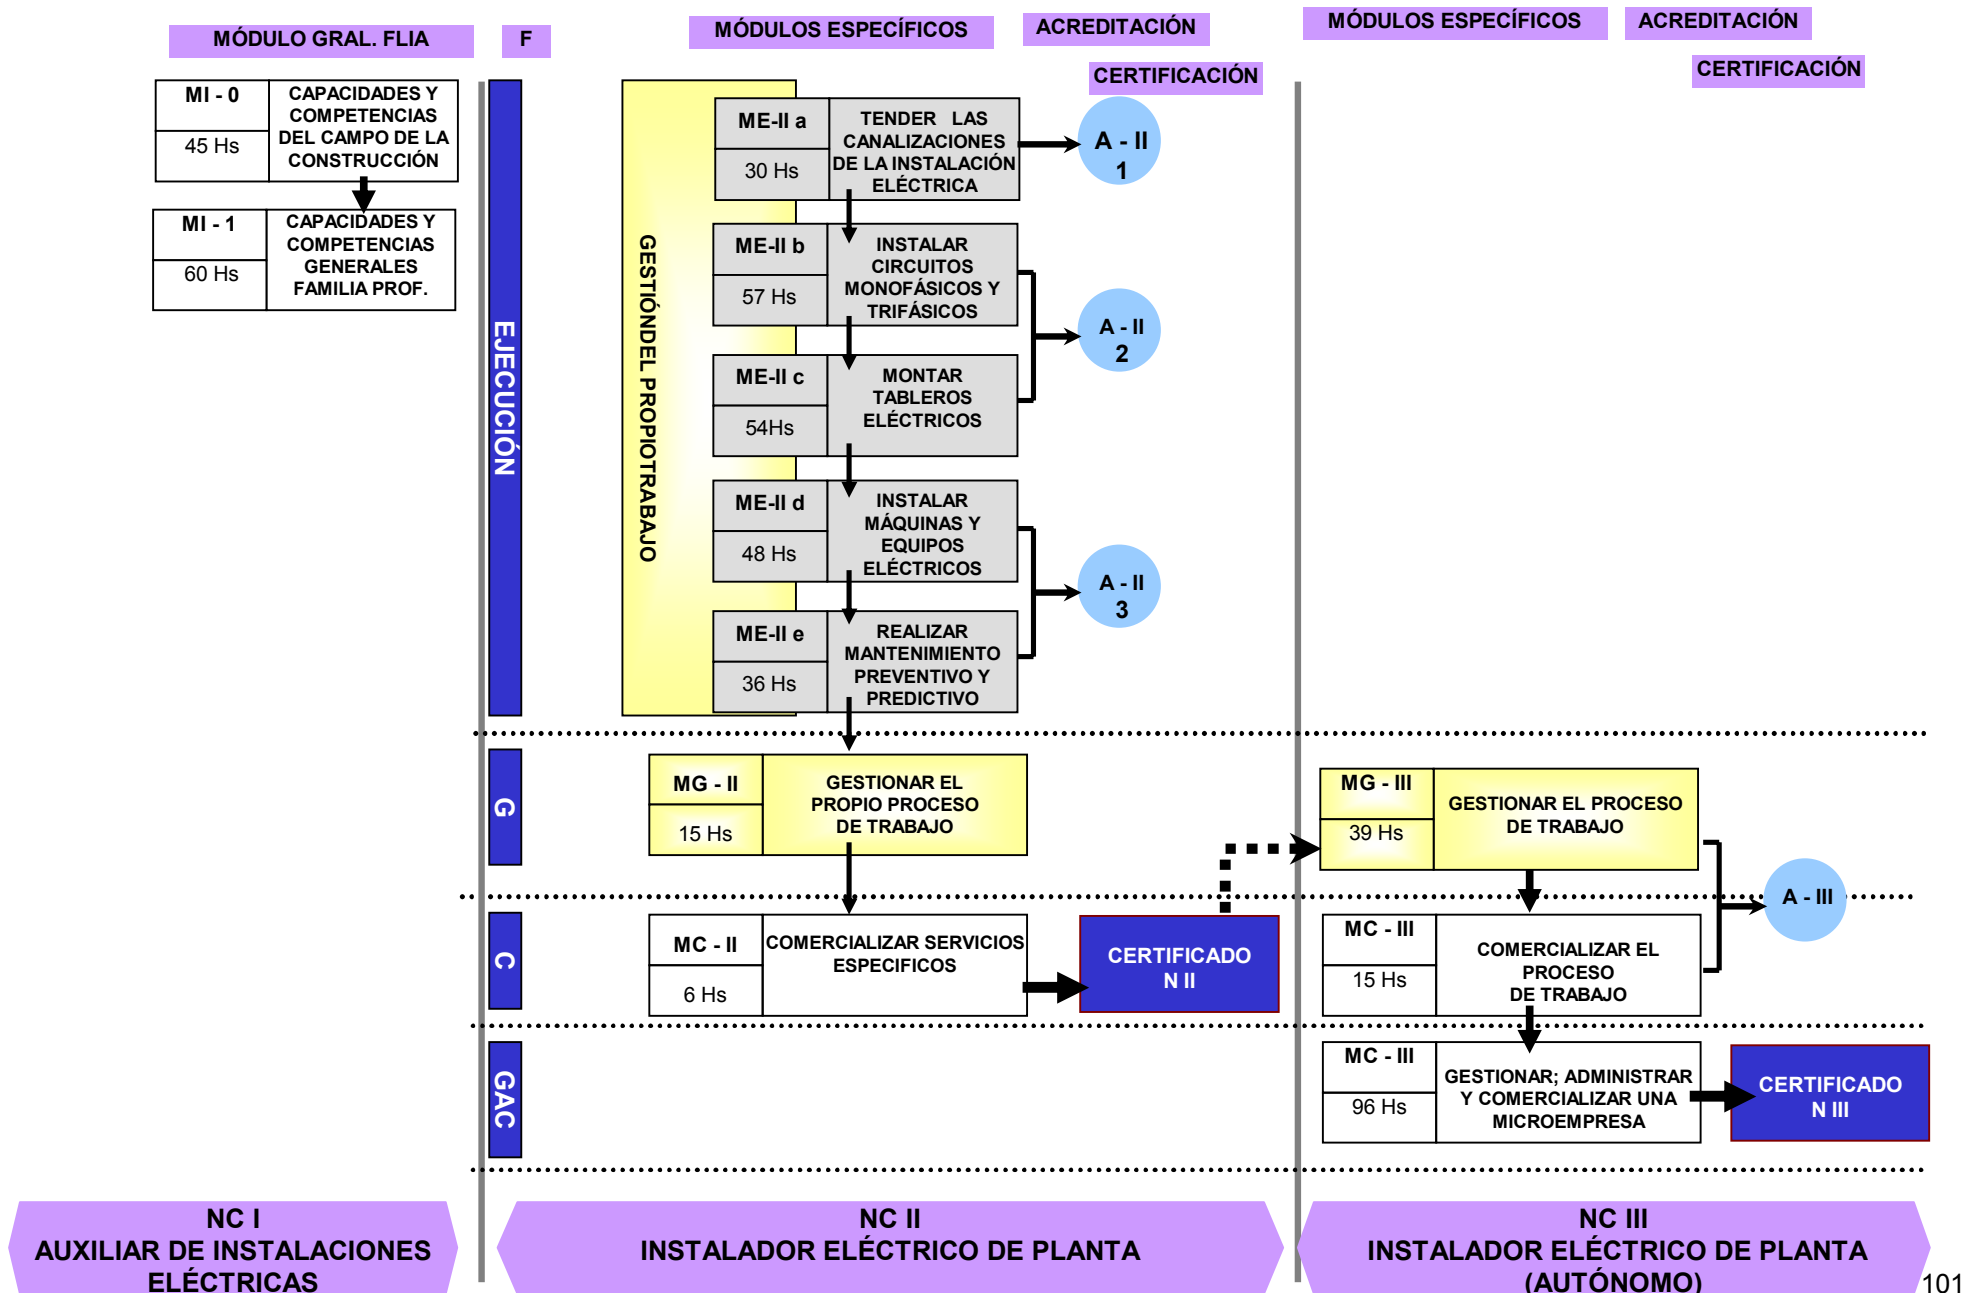 MÓDULO GRAL. FLIA
F
MÓDULOS ESPECÍFICOS
ACREDITACIÓN
CERTIFICACIÓN
MÓDULOS ESPECÍFICOS
ACREDITACIÓN
CERTIFICACIÓN
MI - 0
45 Hs
CAPACIDADES Y
COMPETENCIAS
DEL CAMPO DE LA
CONSTRUCCIÓN
MI - 1
60 Hs
CAPACIDADES Y
COMPETENCIAS
GENERALES
FAMILIA PROF.
EJECUCIÓN
GESTIÓNDEL PROPIOTRABAJO
ME-II a
30 Hs
TENDER LAS
CANALIZACIONES
DE LA INSTALACIÓN
ELÉCTRICA
A - II
1
ME-II b
57 Hs
INSTALAR
CIRCUITOS
MONOFÁSICOS Y
TRIFÁSICOS
A - II
2
ME-II c
54Hs
MONTAR
TABLEROS
ELÉCTRICOS
ME-II d
48 Hs
INSTALAR
MÁQUINAS Y
EQUIPOS
ELÉCTRICOS
A - II
3
ME-II e
36 Hs
REALIZAR
MANTENIMIENTO
PREVENTIVO Y
PREDICTIVO
G
MG - II
15 Hs
GESTIONAR EL
PROPIO PROCESO
DE TRABAJO
MG - III
39 Hs
GESTIONAR EL PROCESO
DE TRABAJO
A - III
C
MC - II
6 Hs
COMERCIALIZAR SERVICIOS
ESPECIFICOS
CERTIFICADO
N II
MC - III
15 Hs
COMERCIALIZAR EL
PROCESO
DE TRABAJO
GAC
MC - III
96 Hs
GESTIONAR; ADMINISTRAR
Y COMERCIALIZAR UNA
MICROEMPRESA
CERTIFICADO
N III
NC I
AUXILIAR DE INSTALACIONES
ELÉCTRICAS
NC II
INSTALADOR ELÉCTRICO DE PLANTA
NC III
INSTALADOR ELÉCTRICO DE PLANTA
(AUTÓNOMO)
101